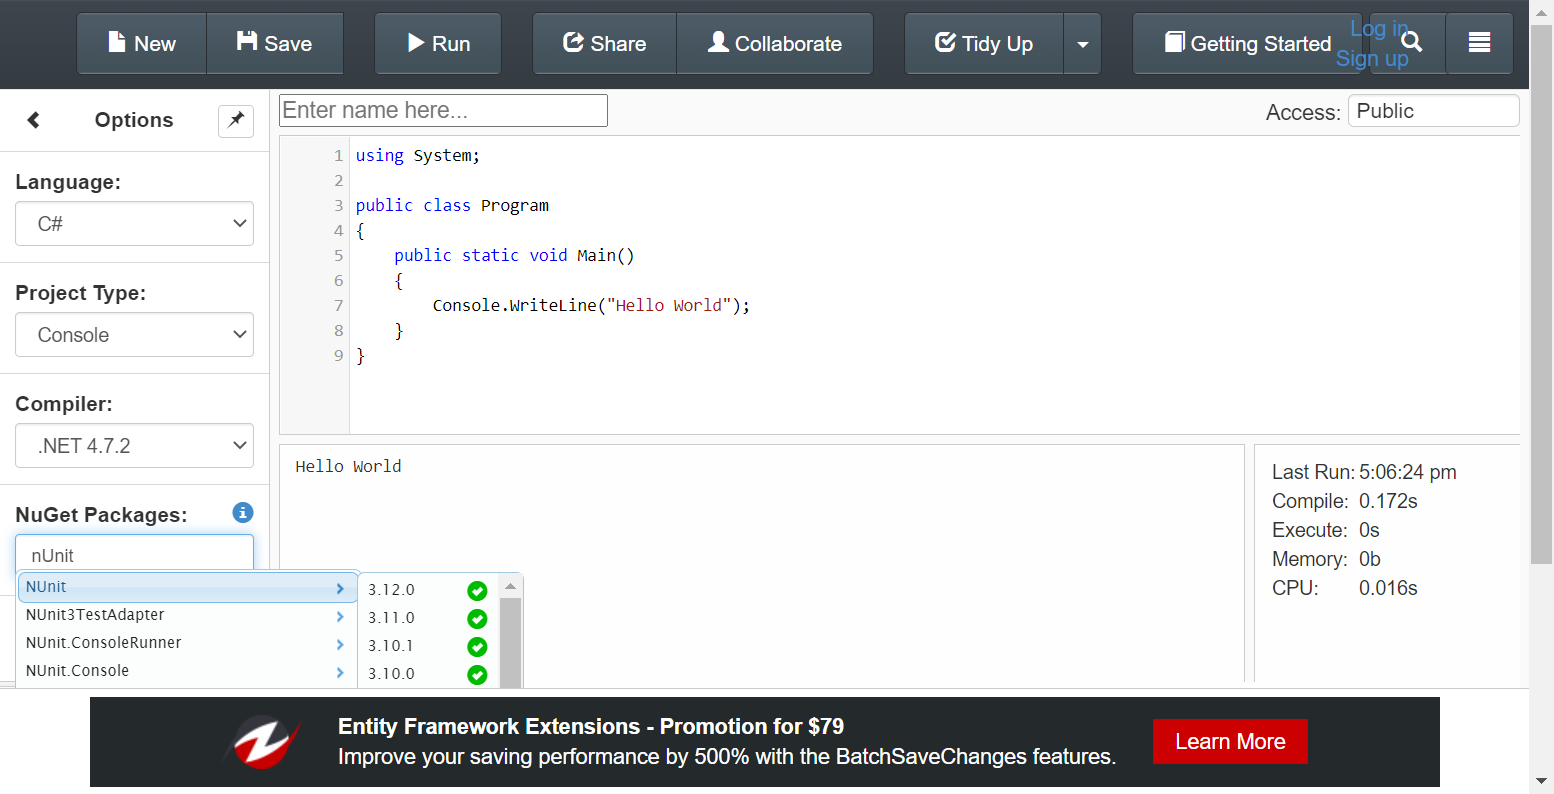 New Save Run Share Collaborate Tidy Up Getting Started Log in
Sign up
Options
Language:
C#
Project Type:
Console
Compiler:
.NET 4.7.2
NuGet Packages:
nUnit
NUnit
NUnit3TestAdapter
NUnit.ConsoleRunner
NUnit.Console
3.12.0
3.11.0
3.10.1
3.10.0
Enter name here...
Access: Public
1 using System;
2
3 public class Program
4 {
5 public static void Main()
6 {
7 Console.WriteLine("Hello World");
8 }
9 }
Hello World
Last Run: 5:06:24 pm
Compile: 0.172s
Execute: 0s
Memory: 0b
CPU: 0.016s
Entity Framework Extensions - Promotion for $79
Improve your saving performance by 500% with the BatchSaveChanges features.
Learn More